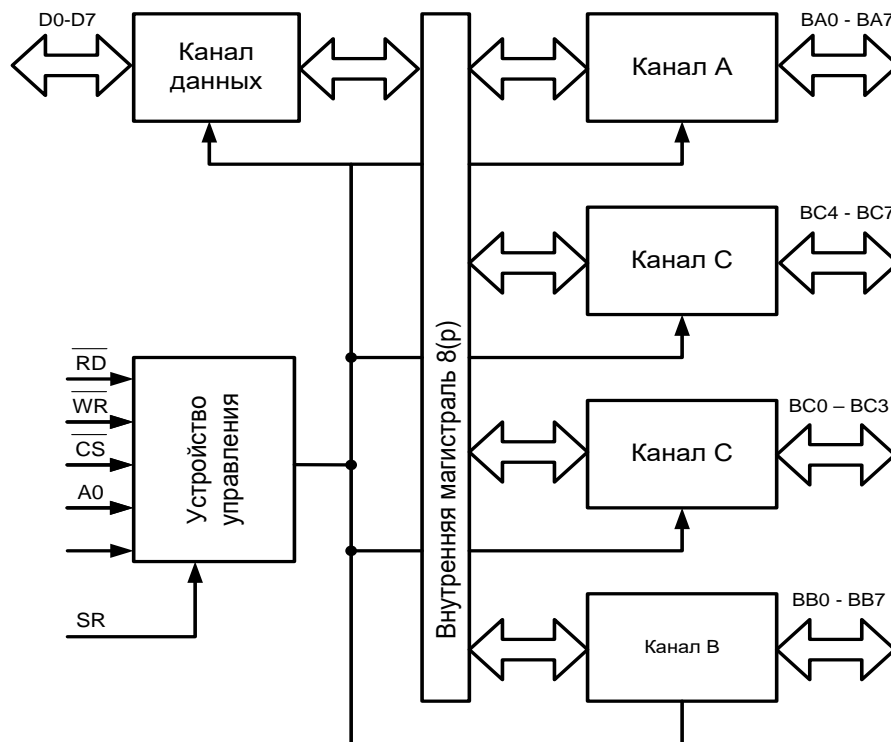 D0-D7
Канал
данных
Канал А
BA0 - BA7
Канал С
BC4 - BC7
Внутренняя магистраль 8(р)
RD
WR
CS
A0
SR
Устройство
управления
Канал С
BC0 – BC3
Канал В
BB0 - BB7